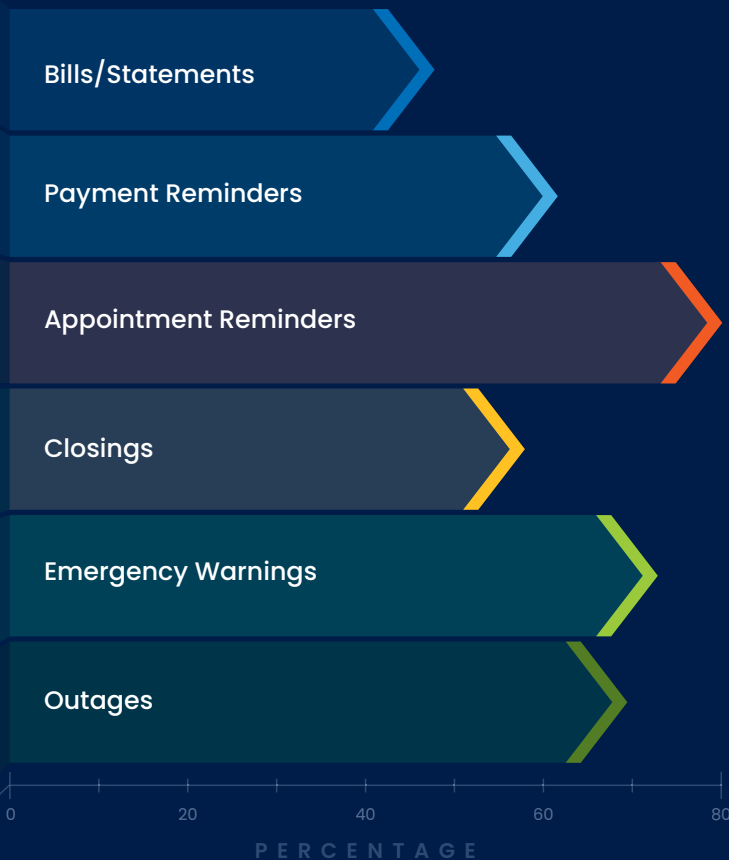 Bills/Statements
Payment Reminders
Appointment Reminders
Closings
Emergency Warnings
Outages
0 20 40 60 80
PERCENTAGE